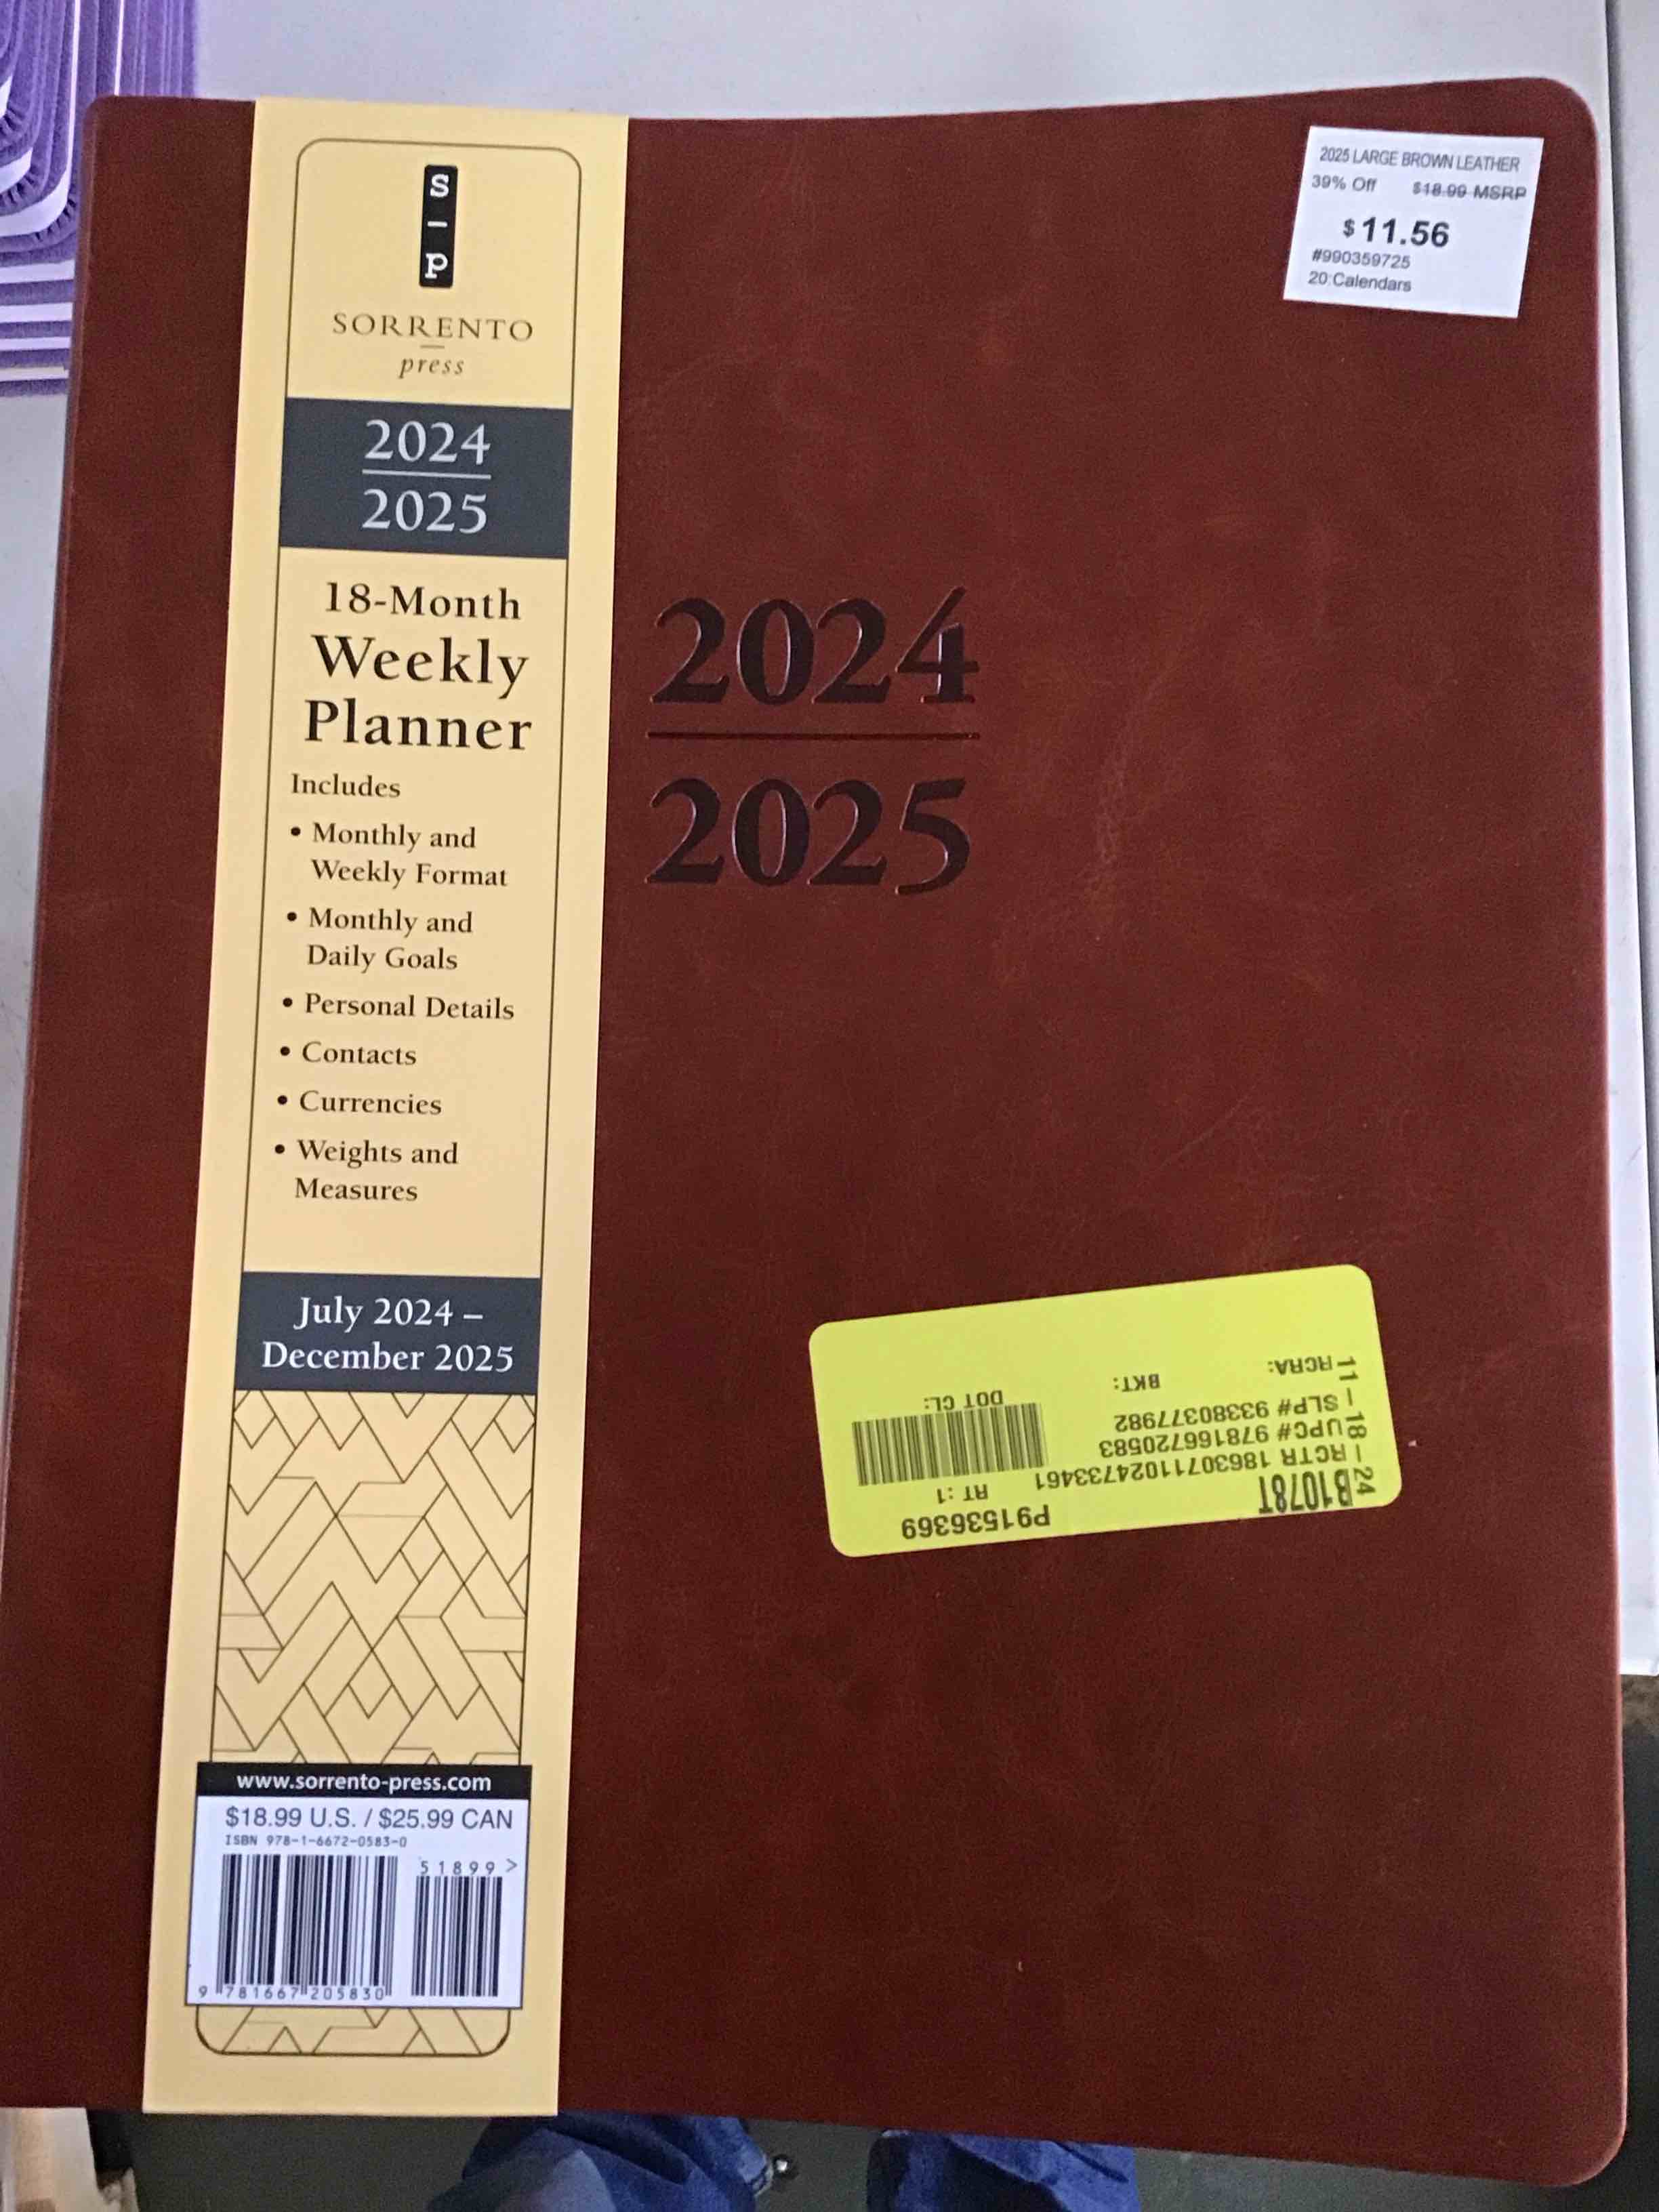 S
–
P
SORRENTO
press
2024
2025
18-Month
Weekly
Planner
Includes
• Monthly and
Weekly Format
• Monthly and
Daily Goals
• Personal Details
• Contacts
• Currencies
• Weights and
Measures
July 2024 –
December 2025
www.sorrento-press.com
$18.99 U.S. / $25.99 CAN
ISBN 978-1-6672-0583-0
51899>
9 781667 205830
2025 LARGE BROWN LEATHER
39% Off $18.99 MSRP
$11.56
#990359725
20:Calendars
2024
2025
B1078T P91536369
RCTR 18630711024733461 RT :1
UPC# 9781667720583
SLP# 93380377982
RCRA: BKT: DOT CL:
24 – 18 – 11